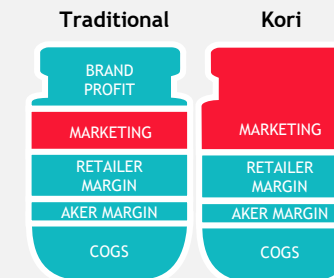 Traditional
BRAND
PROFIT
MARKETING
RETAILER
MARGIN
AKER MARGIN
COGS
Kori
MARKETING
RETAILER
MARGIN
AKER MARGIN
COGS